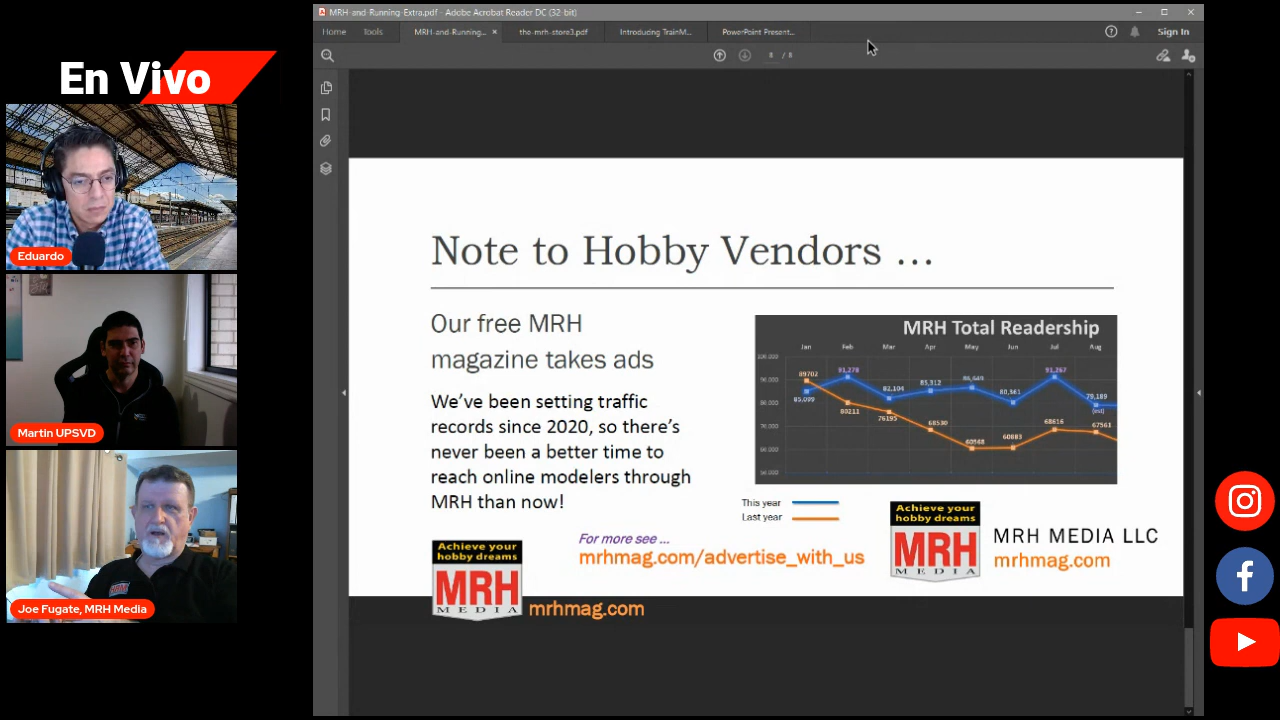 MRH-and-Running-Extra.pdf - Adobe Acrobat Reader DC (32-bit)
Home
Tools
MRH-and-Running...
the-mrh-store3.pdf
Introducing TrainM...
PowerPoint Present...
Sign In
8 / 8
En Vivo
Eduardo
Martin UPSVD
Joe Fugate, MRH Media
Note to Hobby Vendors ...
Our free MRH
magazine takes ads
We've been setting traffic
records since 2020, so there's
never been a better time to
reach online modelers through
MRH than now!
MRH Total Readership
Jan Feb Mar Apr May Jun Jul Aug
89702
91,278
82,104
85,312
86,649
80,361
91,267
79,189
(est)
85,099
80211
76195
68530
60568
60883
68616
67561
This year
Last year
For more see ...
mrhmag.com/advertise_with_us
Achieve your
hobby dreams
MRH
MEDIA
mrhmag.com
Achieve your
hobby dreams
MRH
MEDIA
MRH MEDIA LLC
mrhmag.com